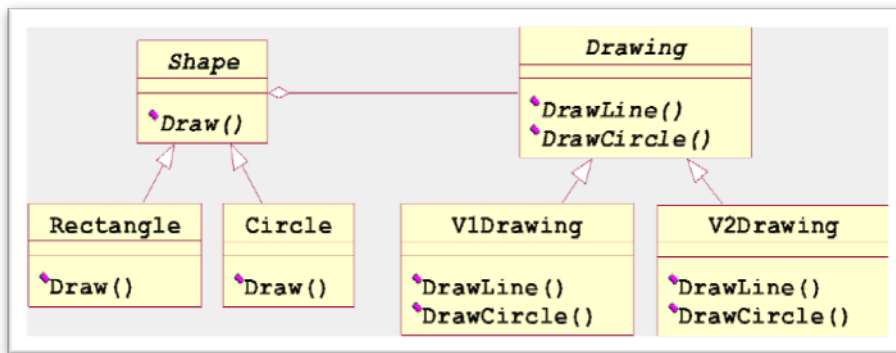 Shape
Draw()
Drawing
DrawLine()
DrawCircle()
Rectangle
Draw()
Circle
Draw()
V1Drawing
DrawLine()
DrawCircle()
V2Drawing
DrawLine()
DrawCircle()